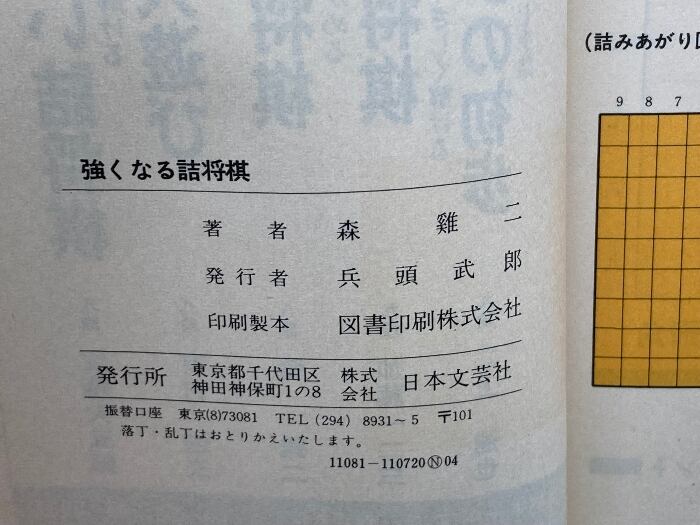 強くなる詰将棋
著者 森雞二
発行者 兵頭武郎
印刷製本 図書印刷株式会社
発行所 東京都千代田区神田神保町1の8 株式会社 日本文芸社
振替口座 東京(8)73081 TEL (294) 8931〜5 〒101
落丁・乱丁はおとりかえいたします。
11081－110720Ⓝ04
(詰みあがり
9 8 7